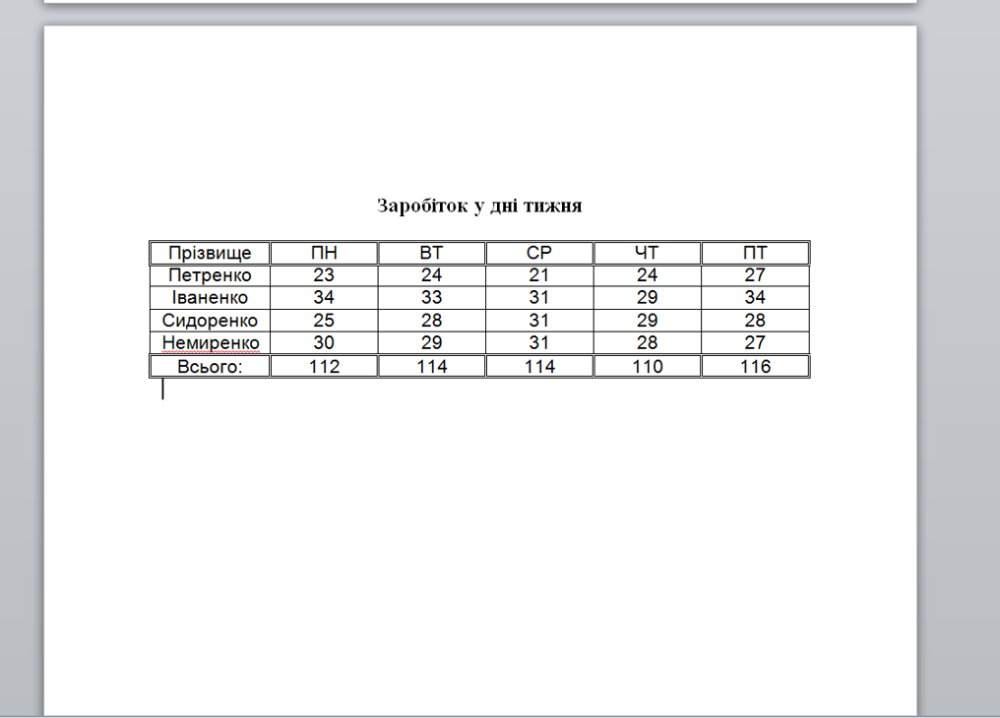 Заробіток у дні тижня
Прізвище ПН ВТ СР ЧТ ПТ
Петренко 23 24 21 24 27
Іваненко 34 33 31 29 34
Сидоренко 25 28 31 29 28
Немиренко 30 29 31 28 27
Всього: 112 114 114 110 116